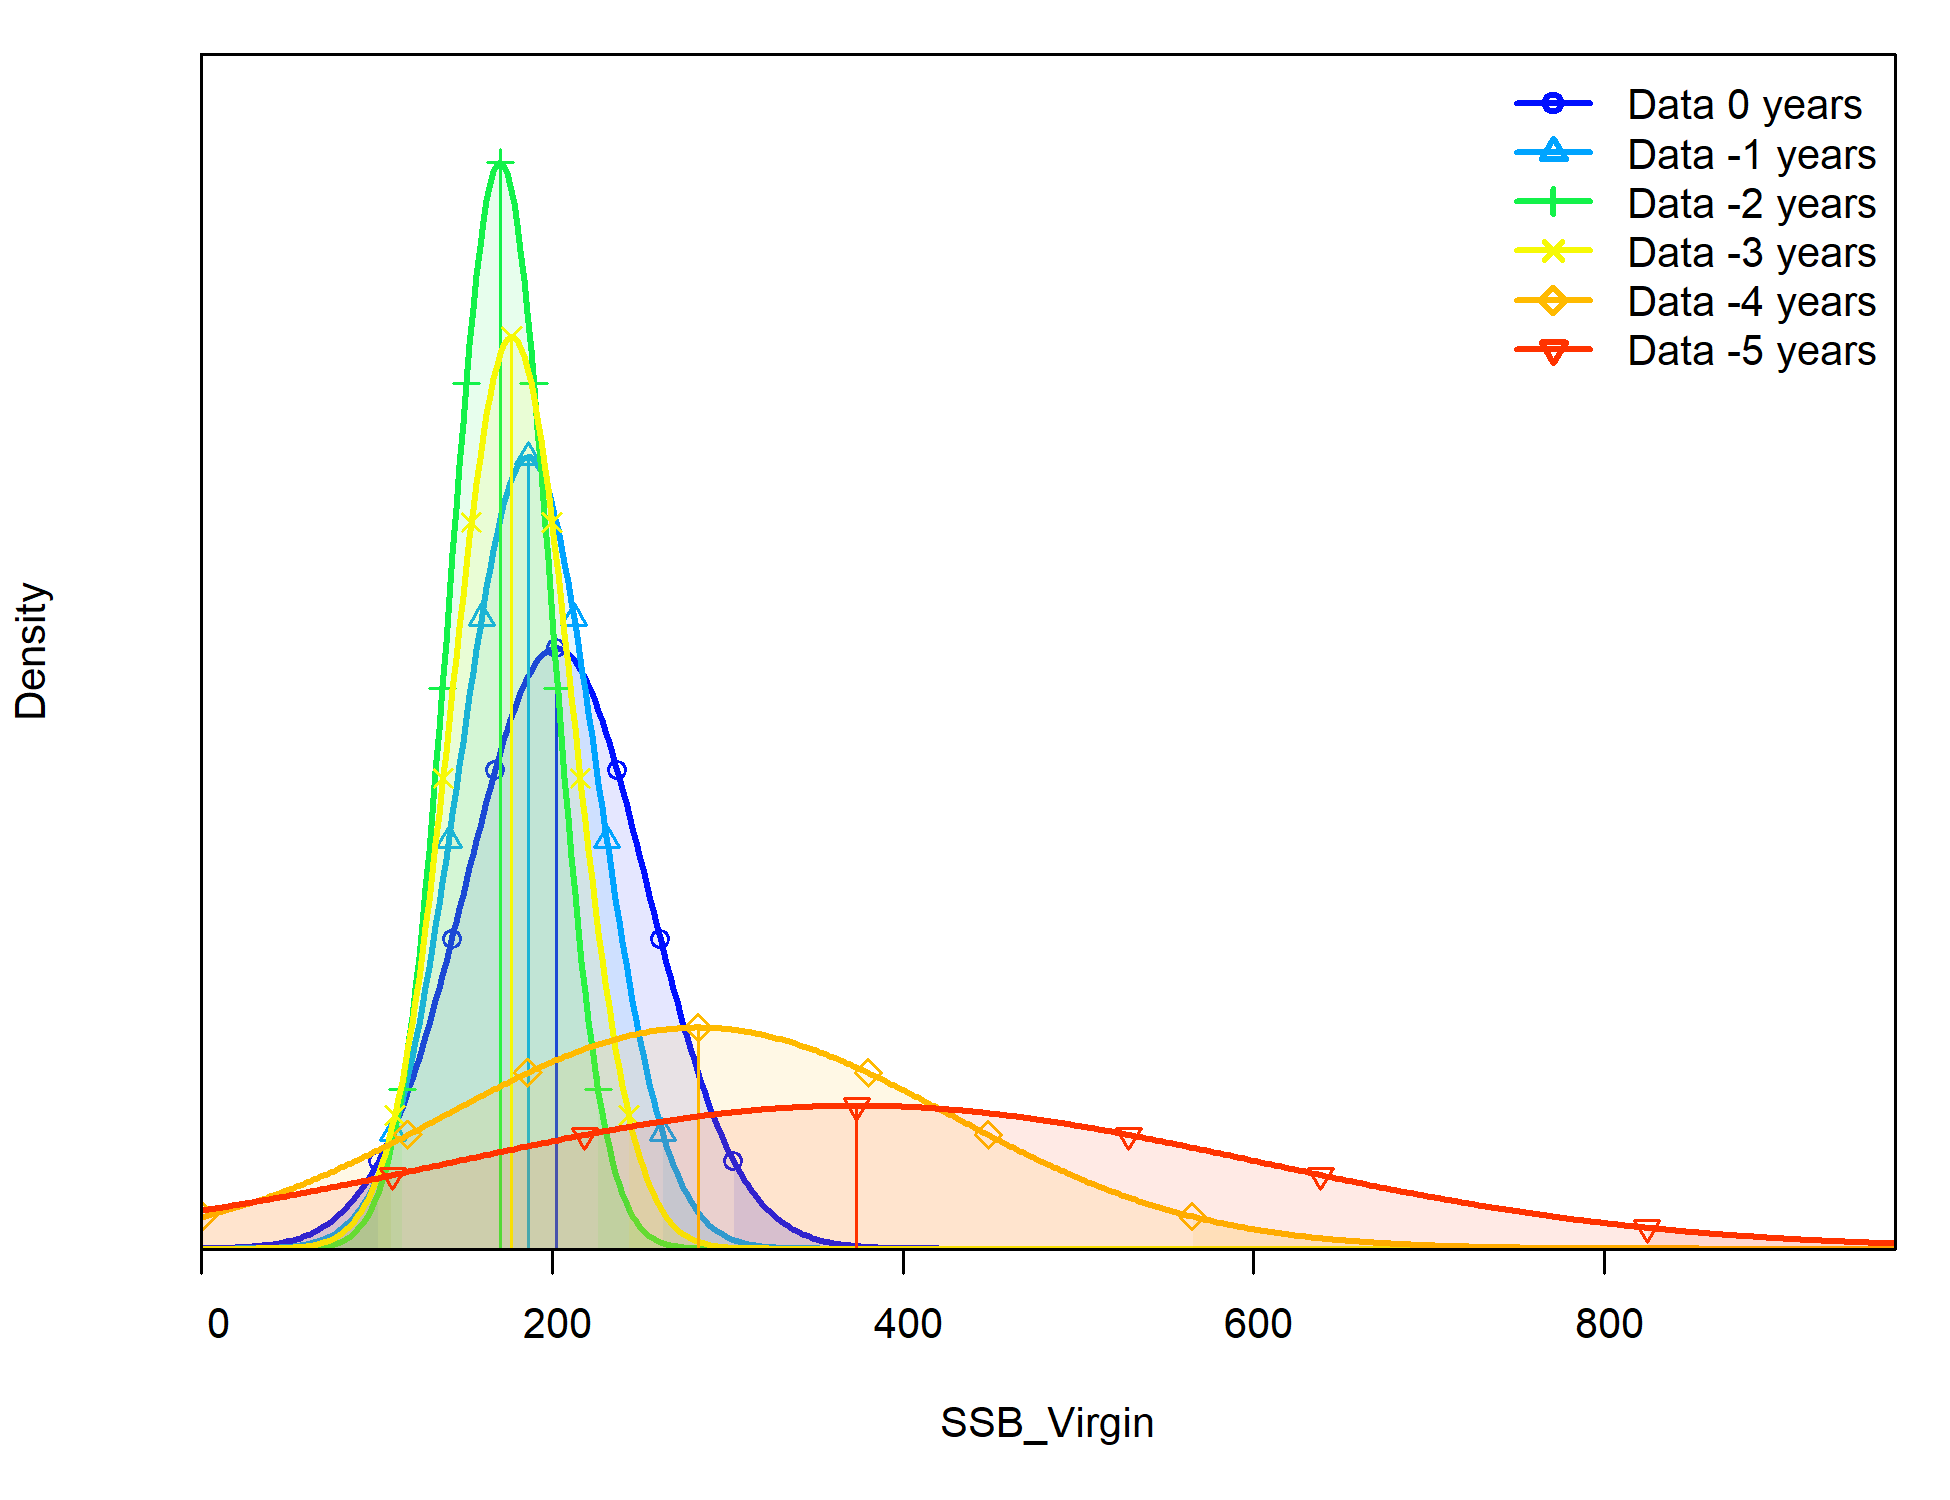 Data 0 years
Data -1 years
Data -2 years
Data -3 years
Data -4 years
Data -5 years
Density
0 200 400 600 800
SSB_Virgin